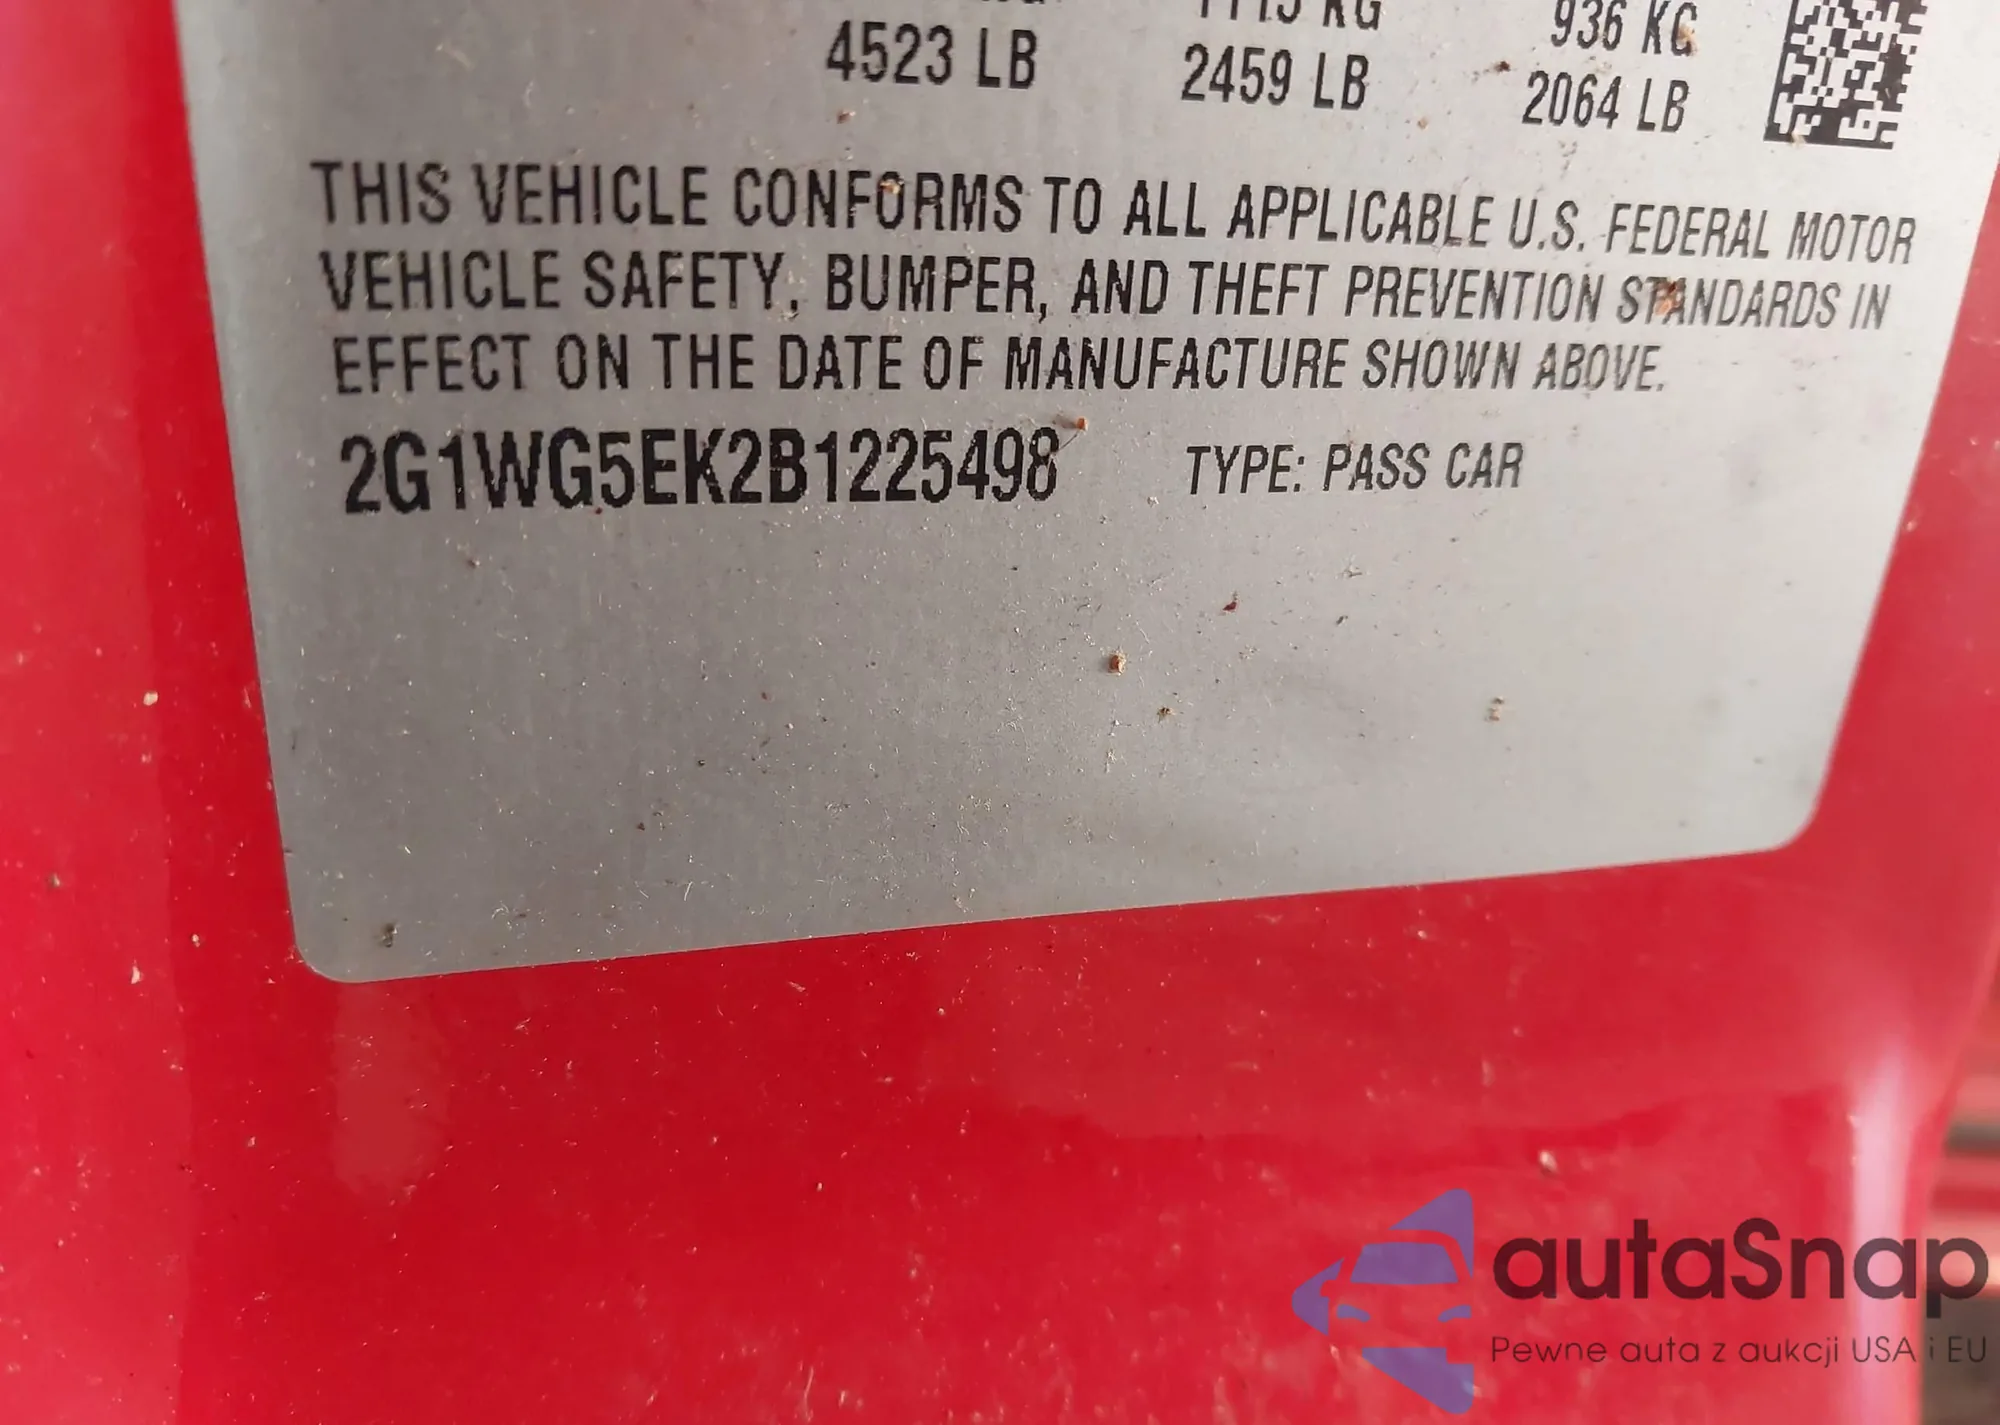 1115 KG 936 KG
4523 LB 2459 LB 2064 LB
THIS VEHICLE CONFORMS TO ALL APPLICABLE U.S. FEDERAL MOTOR
VEHICLE SAFETY, BUMPER, AND THEFT PREVENTION STANDARDS IN
EFFECT ON THE DATE OF MANUFACTURE SHOWN ABOVE.
2G1WG5EK2B1225498 TYPE: PASS CAR
autaSnap
Pewne auta z aukcji USA i EU